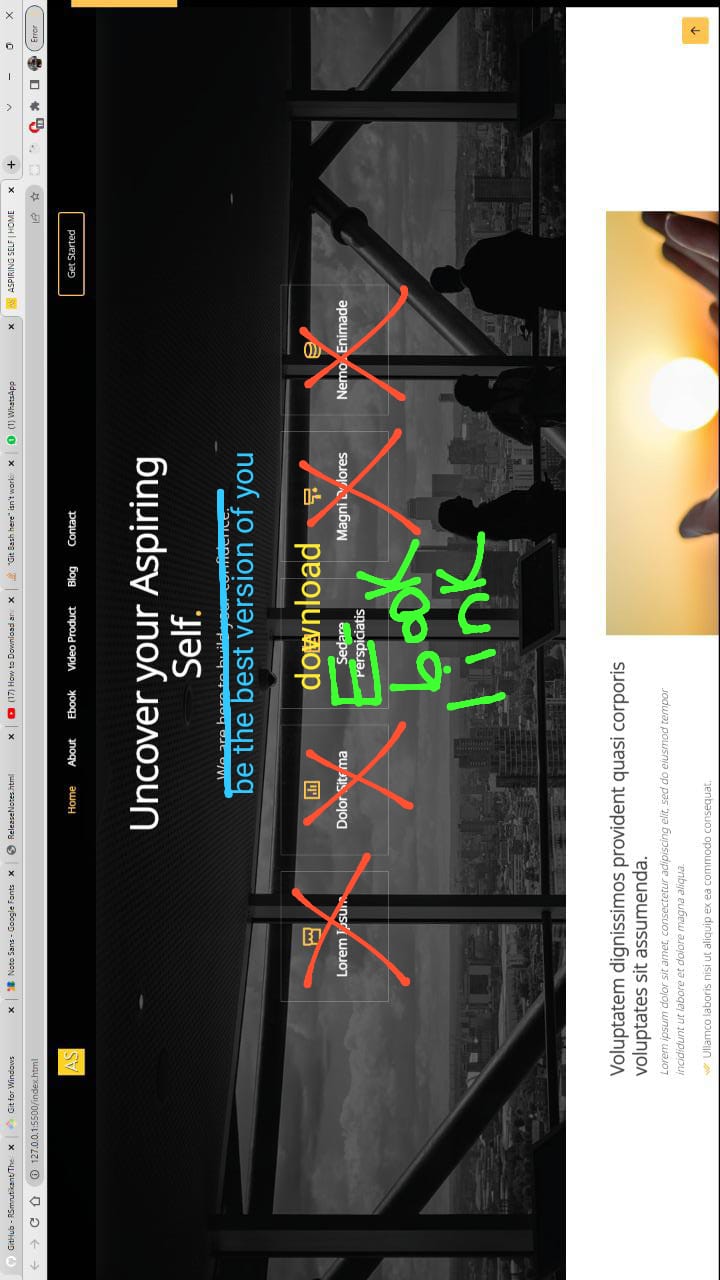 GitHub - RSmrutikant/The
Git for Windows
Noto Sans - Google Fonts
ReleaseNotes.html
(17) How to Download an
"Git Bash here" isn't worki
(1) WhatsApp
ASPIRING SELF | HOME
127.0.0.1:5500/index.html
Error
AS
Home
About
Ebook
Video Product
Blog
Contact
Get Started
Uncover your Aspiring
Self.
We are here to build your confidence.
be the best version of you
download
EbooK
link
Lorem Ipsum
Dolor Sitema
Sedare
Perspiciatis
Magni Dolores
Nemos Enimade
Voluptatem dignissimos provident quasi corporis
voluptates sit assumenda.
Lorem ipsum dolor sit amet, consectetur adipiscing elit, sed do eiusmod tempor
incididunt ut labore et dolore magna aliqua.
Ullamco laboris nisi ut aliquip ex ea commodo consequat.